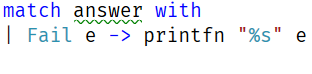 match answer with
| Fail e -> printfn "%s" e